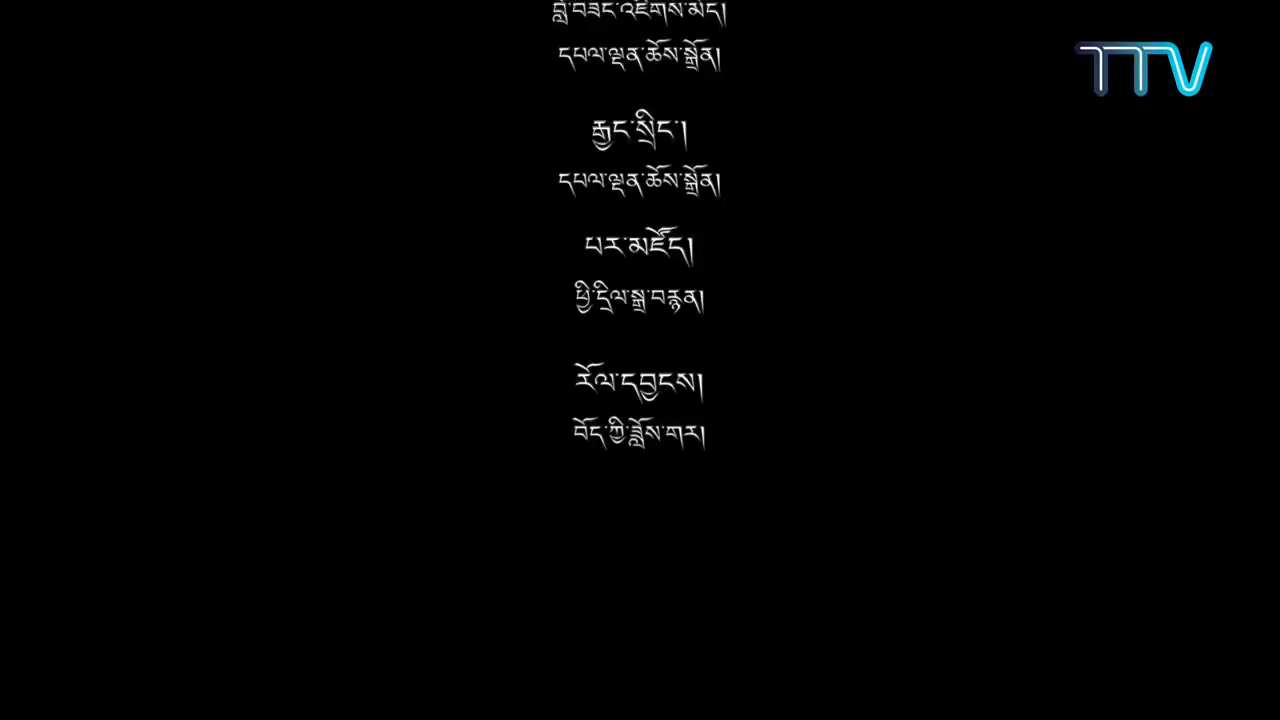 བློ་བཟང་འཇིགས་མེད།
དཔལ་ལྡན་ཆོས་སྒྲོན།
རྒྱང་སྲིང་།
དཔལ་ལྡན་ཆོས་སྒྲོན།
པར་མཛོད།
ཕྱི་དྲིལ་སྒྲ་བརྙན།
རོལ་དབྱངས།
བོད་ཀྱི་ཟློས་གར།
TTV